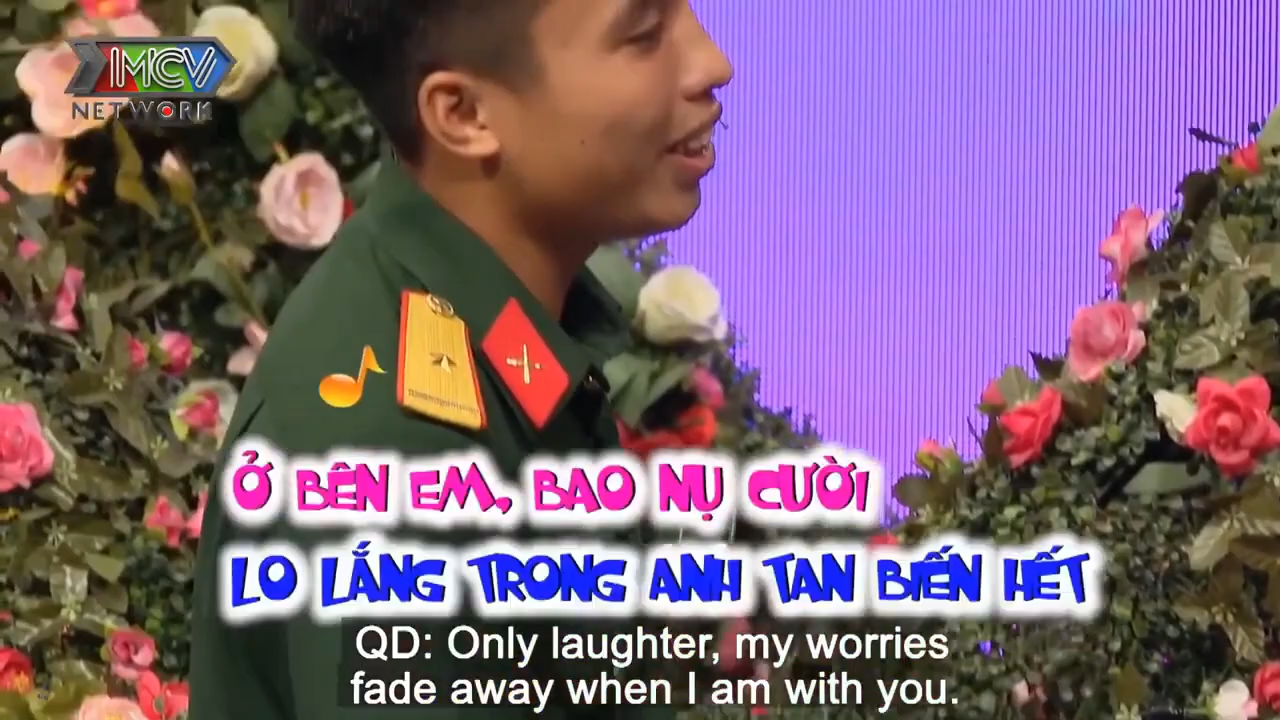 MCV
NETWORK
Ở BÊN EM, BAO NỤ CƯỜI
LO LẮNG TRONG ANH TAN BIẾN HẾT
QD: Only laughter, my worries
fade away when I am with you.